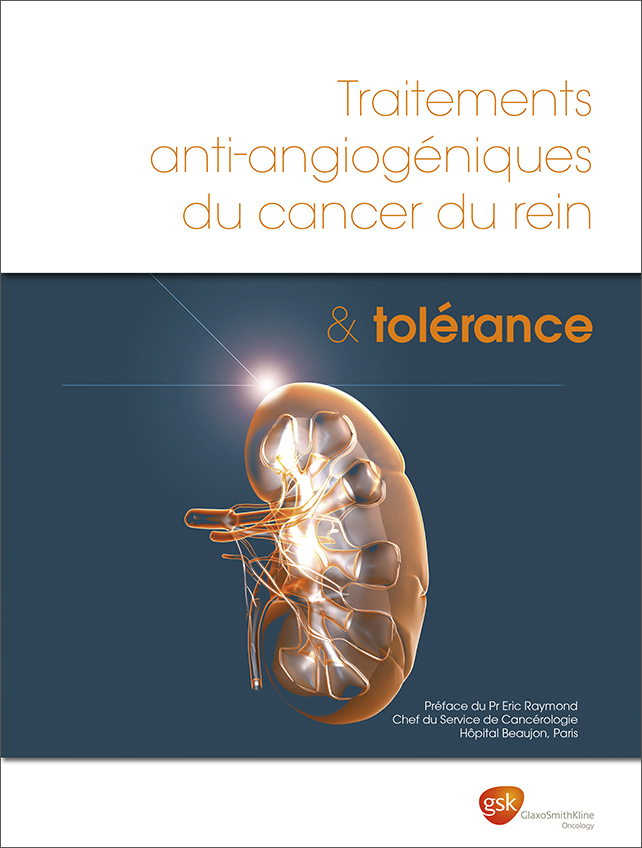 Traitements
anti-angiogéniques
du cancer du rein
& tolérance
Préface du Pr Eric Raymond
Chef du Service de Cancérologie
Hôpital Beaujon, Paris
gsk
GlaxoSmithKline
Oncology